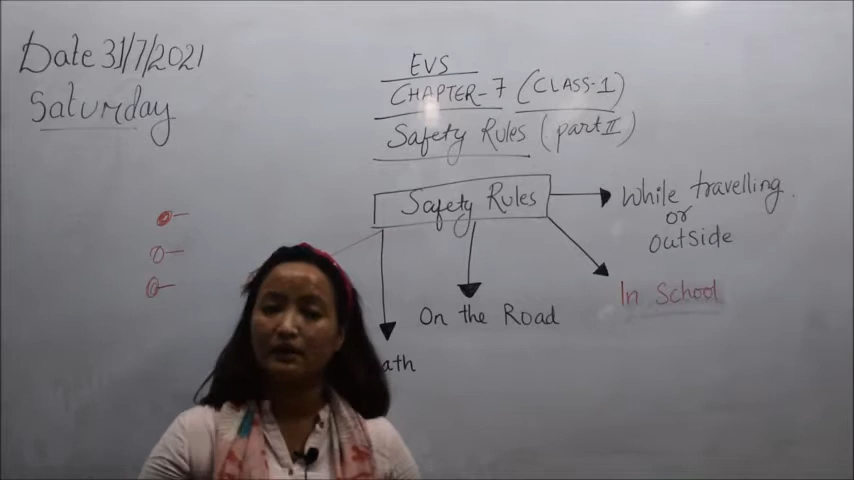 Date 31/7/2021
Saturday
EVS
CHAPTER-7 (CLASS-1)
Safety Rules (part II)
Safety Rules
While travelling
or
outside
In School
On the Road
ath